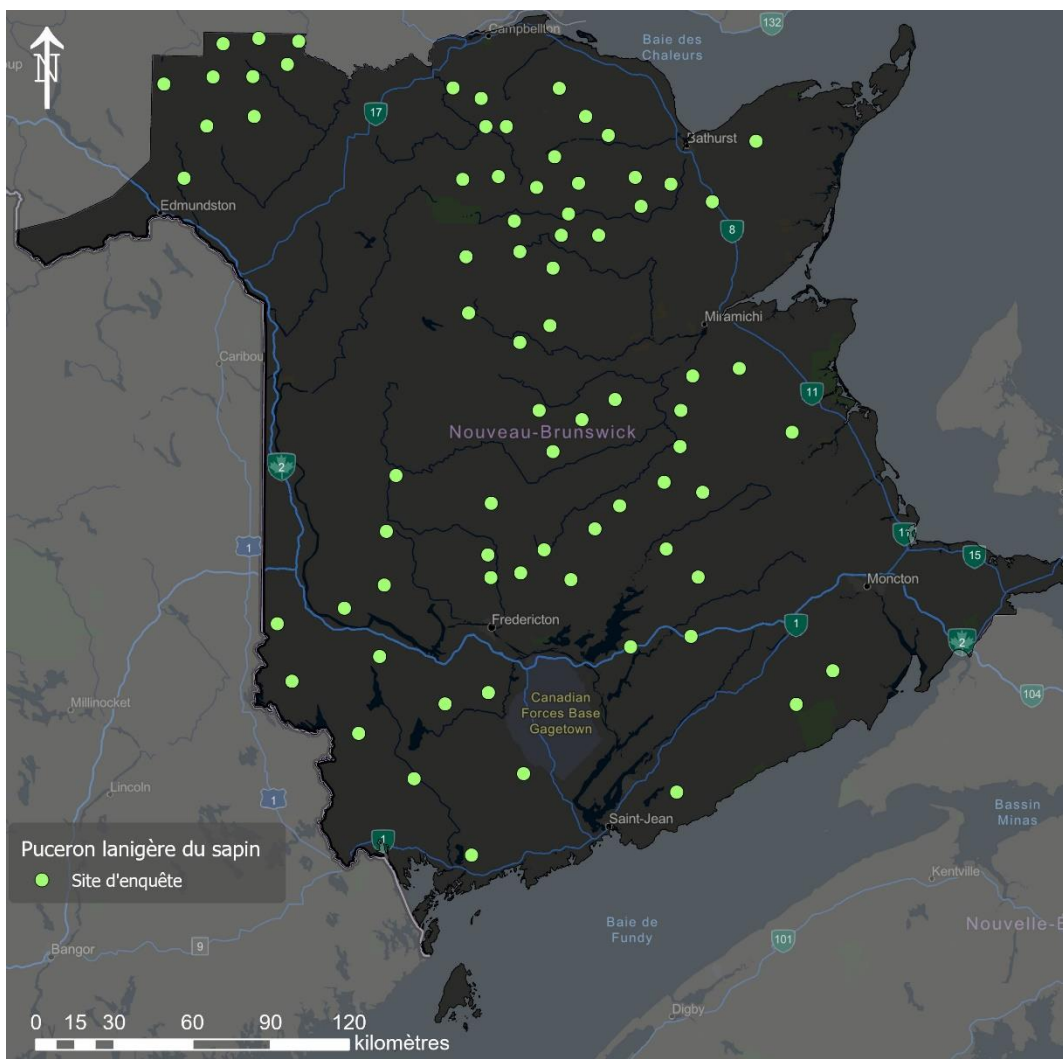 132
Campbellton
Baie des
Chaleurs
oup
N
17
Bathurst
Edmundston
8
Miramichi
Caribou
11
Nouveau-Brunswick
2
1
11
15
Moncton
Fredericton
1
2
104
Canadian
Forces Base
Gagetown
Millinocket
Lincoln
1
Bassin
Minas
Saint-Jean
Puceron lanigère du sapin
Site d'enquête
1
Kentville
Baie de
Fundy
Nouvelle-É
101
9
Bangor
Digby
0 15 30 60 90 120
kilomètres